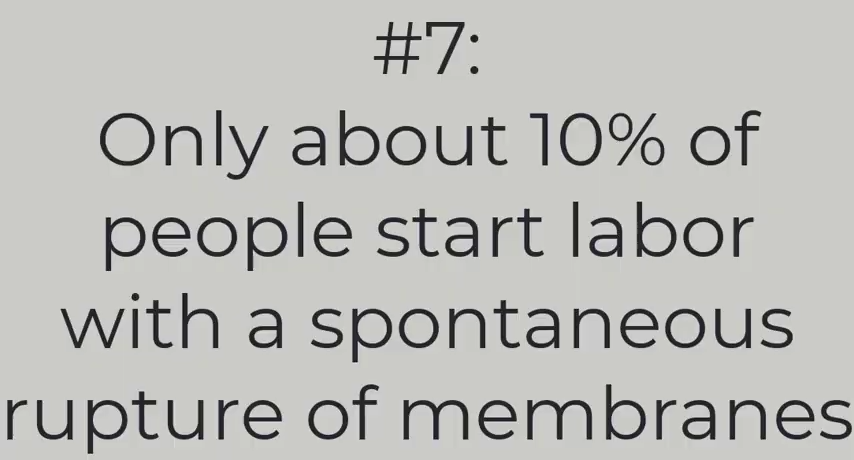 #7:
Only about 10% of
people start labor
with a spontaneous
rupture of membranes